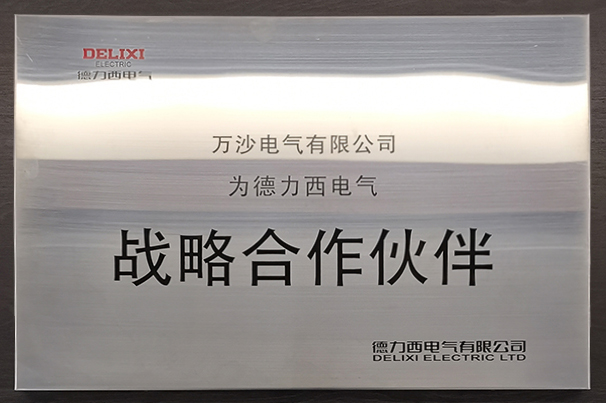 DELIXI
ELECTRIC
德力西电气
万沙电气有限公司
为德力西电气
战略合作伙伴
德力西电气有限公司
DELIXI ELECTRIC LTD